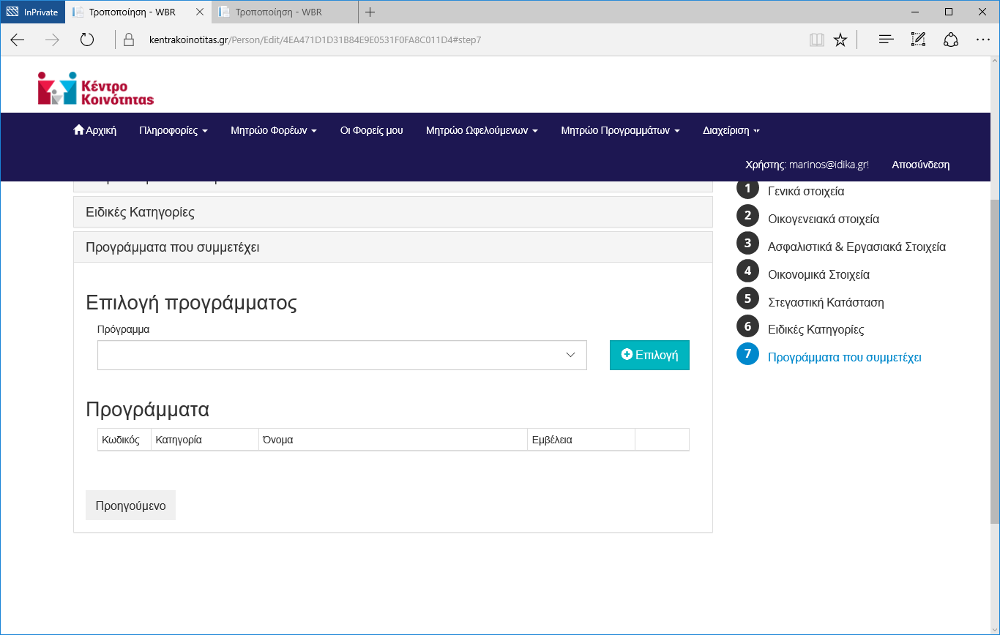 InPrivate
Τροποποίηση - WBR
Τροποποίηση - WBR
kentrakoinotitas.gr/Person/Edit/4EA471D1D31B84E9E0531F0FA8C011D4#step7
Κέντρο
Κοινότητας
Αρχική Πληροφορίες Μητρώο Φορέων Οι Φορείς μου Μητρώο Ωφελούμενων Μητρώο Προγραμμάτων Διαχείριση
Χρήστης: marinos@idika.gr! Αποσύνδεση
Ειδικές Κατηγορίες
Προγράμματα που συμμετέχει
Επιλογή προγράμματος
Πρόγραμμα
Επιλογή
Προγράμματα
Κωδικός Κατηγορία Όνομα Εμβέλεια
Προηγούμενο
1 Γενικά στοιχεία
2 Οικογενειακά στοιχεία
3 Ασφαλιστικά & Εργασιακά Στοιχεία
4 Οικονομικά Στοιχεία
5 Στεγαστική Κατάσταση
6 Ειδικές Κατηγορίες
7 Προγράμματα που συμμετέχει